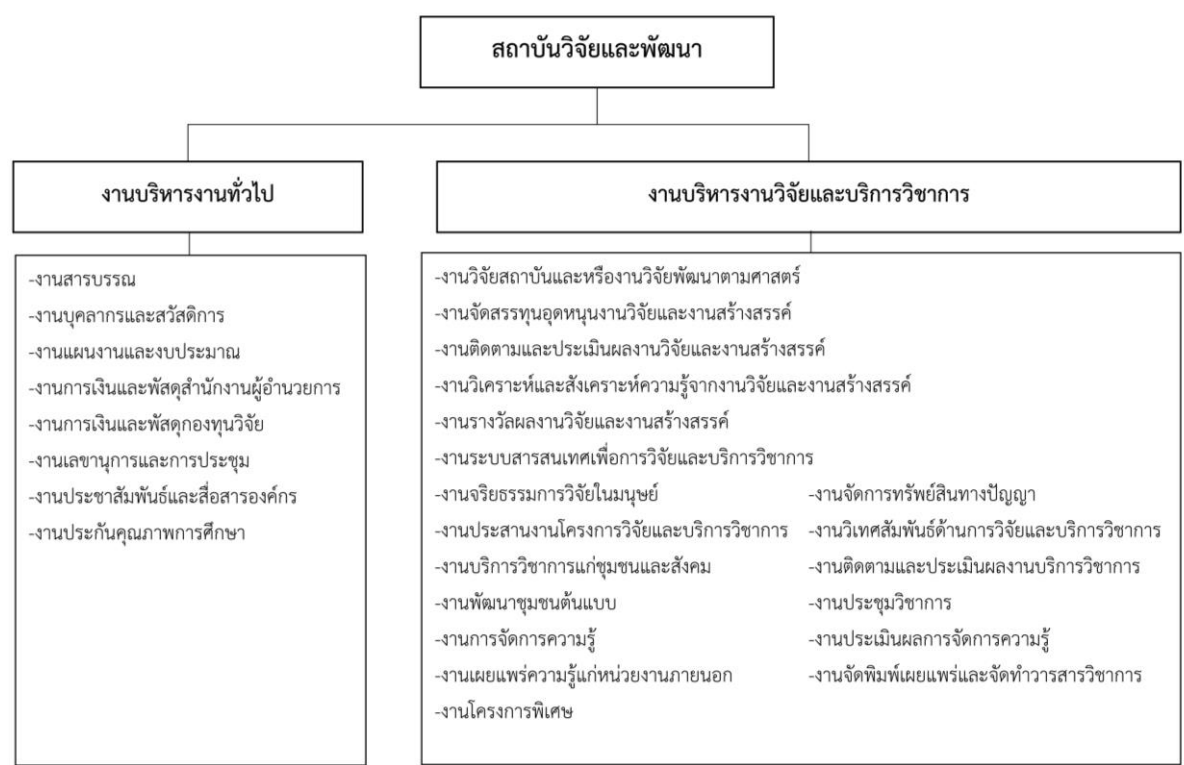 สถาบันวิจัยและพัฒนา
งานบริหารงานทั่วไป
-งานสารบรรณ
-งานบุคลากรและสวัสดิการ
-งานแผนงานและงบประมาณ
-งานการเงินและพัสดุสำนักงานผู้อำนวยการ
-งานการเงินและพัสดุกองทุนวิจัย
-งานเลขานุการและการประชุม
-งานประชาสัมพันธ์และสื่อสารองค์กร
-งานประกันคุณภาพการศึกษา
งานบริหารงานวิจัยและบริการวิชาการ
-งานวิจัยสถาบันและหรืองานวิจัยพัฒนาตามศาสตร์
-งานจัดสรรทุนอุดหนุนงานวิจัยและงานสร้างสรรค์
-งานติดตามและประเมินผลงานวิจัยและงานสร้างสรรค์
-งานวิเคราะห์และสังเคราะห์ความรู้จากงานวิจัยและงานสร้างสรรค์
-งานรางวัลผลงานวิจัยและงานสร้างสรรค์
-งานระบบสารสนเทศเพื่อการวิจัยและบริการวิชาการ
-งานจริยธรรมการวิจัยในมนุษย์
-งานประสานงานโครงการวิจัยและบริการวิชาการ
-งานบริการวิชาการแก่ชุมชนและสังคม
-งานพัฒนาชุมชนต้นแบบ
-งานการจัดการความรู้
-งานเผยแพร่ความรู้แก่หน่วยงานภายนอก
-งานโครงการพิเศษ
-งานจัดการทรัพย์สินทางปัญญา
-งานวิเทศสัมพันธ์ด้านการวิจัยและบริการวิชาการ
-งานติดตามและประเมินผลงานบริการวิชาการ
-งานประชุมวิชาการ
-งานประเมินผลการจัดการความรู้
-งานจัดพิมพ์เผยแพร่และจัดทำวารสารวิชาการ